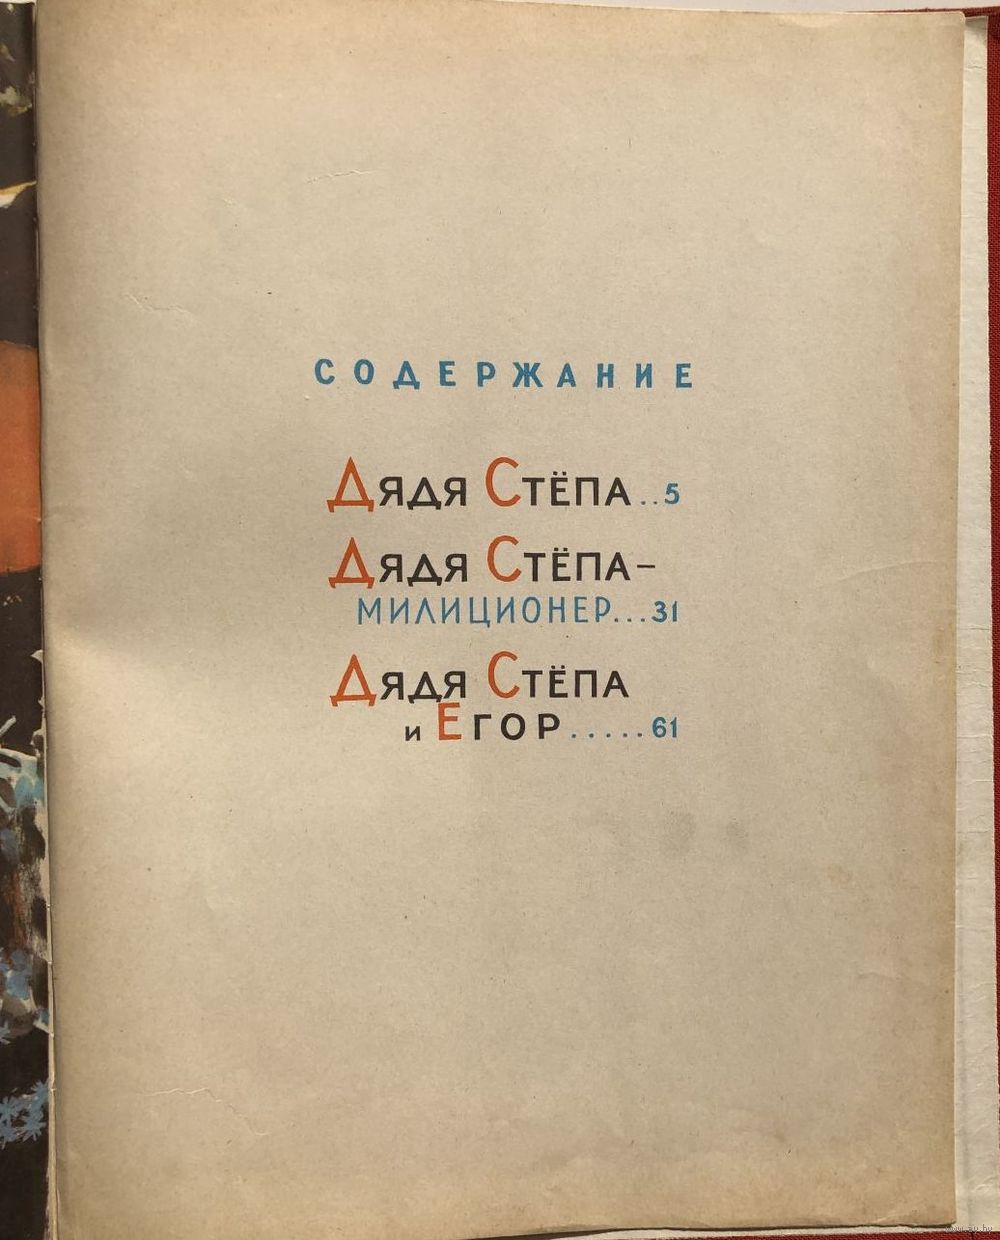 СОДЕРЖАНИЕ
Дядя Стёпа..5
Дядя Стёпа–
милиционер...31
Дядя Стёпа
и Егор.....61